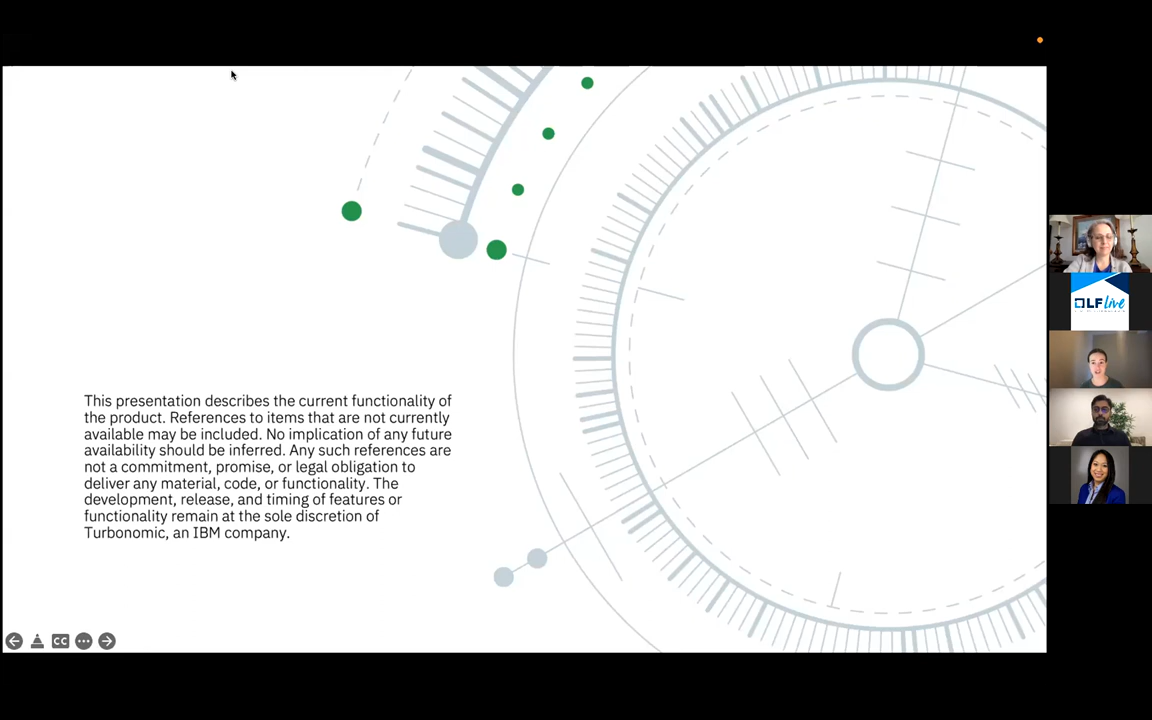 This presentation describes the current functionality of
the product. References to items that are not currently
available may be included. No implication of any future
availability should be inferred. Any such references are
not a commitment, promise, or legal obligation to
deliver any material, code, or functionality. The
development, release, and timing of features or
functionality remain at the sole discretion of
Turbonomic, an IBM company.
LF live
CC